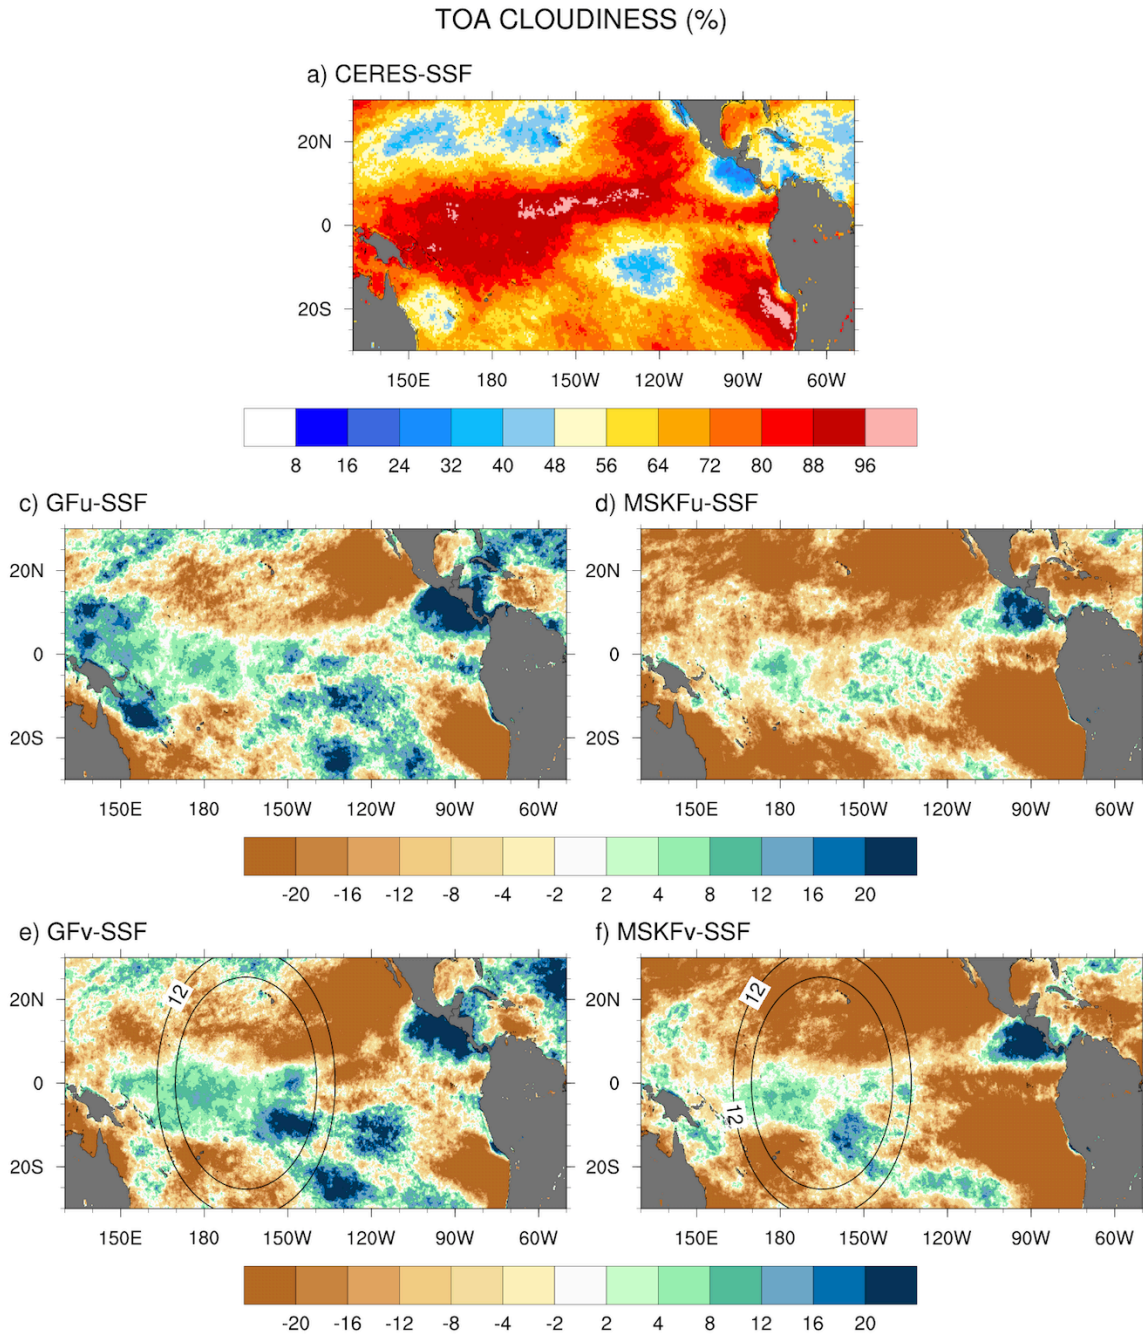 TOA CLOUDINESS (%)
a) CERES-SSF
20N
0
20S
150E 180 150W 120W 90W 60W
8 16 24 32 40 48 56 64 72 80 88 96
c) GFu-SSF
d) MSKFu-SSF
20N
0
20S
20N
0
20S
150E 180 150W 120W 90W 60W
150E 180 150W 120W 90W 60W
-20 -16 -12 -8 -4 -2 2 4 8 12 16 20
e) GFv-SSF
f) MSKFv-SSF
12
20N
0
20S
12
12
20N
0
20S
150E 180 150W 120W 90W 60W
150E 180 150W 120W 90W 60W
-20 -16 -12 -8 -4 -2 2 4 8 12 16 20